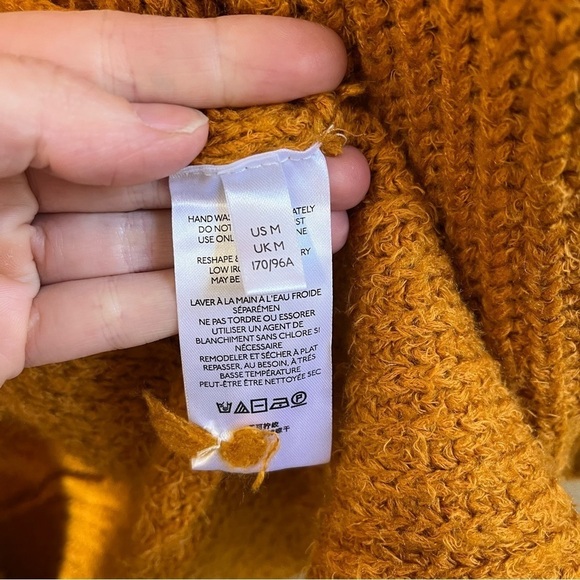 US M
UK M
170/96A
HAND WAS
ATELY
DO NOT
ST
USE ONL
NE
RESHAPE &
RY
LOW IRO
MAY BE
LAVER À LA MAIN À L'EAU FROIDE
SÉPARÉMEN
NE PAS TORDRE OU ESSORER
UTILISER UN AGENT DE
BLANCHIMENT SANS CHLORE SI
NÉCESSAIRE
REMODELER ET SÉCHER À PLAT
REPASSER, AU BESOIN, À TRÉS
BASSE TEMPÉRATURE
PEUT-ÊTRE ÊTRE NETTOYÉE SEC